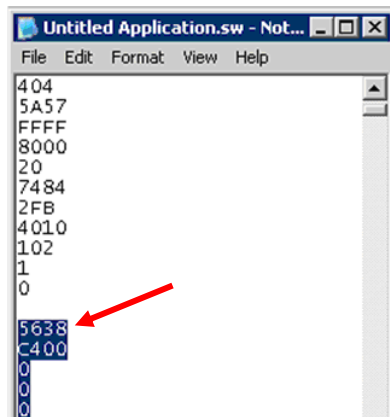 Untitled Application.sw - Not...
File Edit Format View Help
404
5A57
FFFF
8000
20
7484
2FB
4010
102
1
0
5638
C400
0
0
0